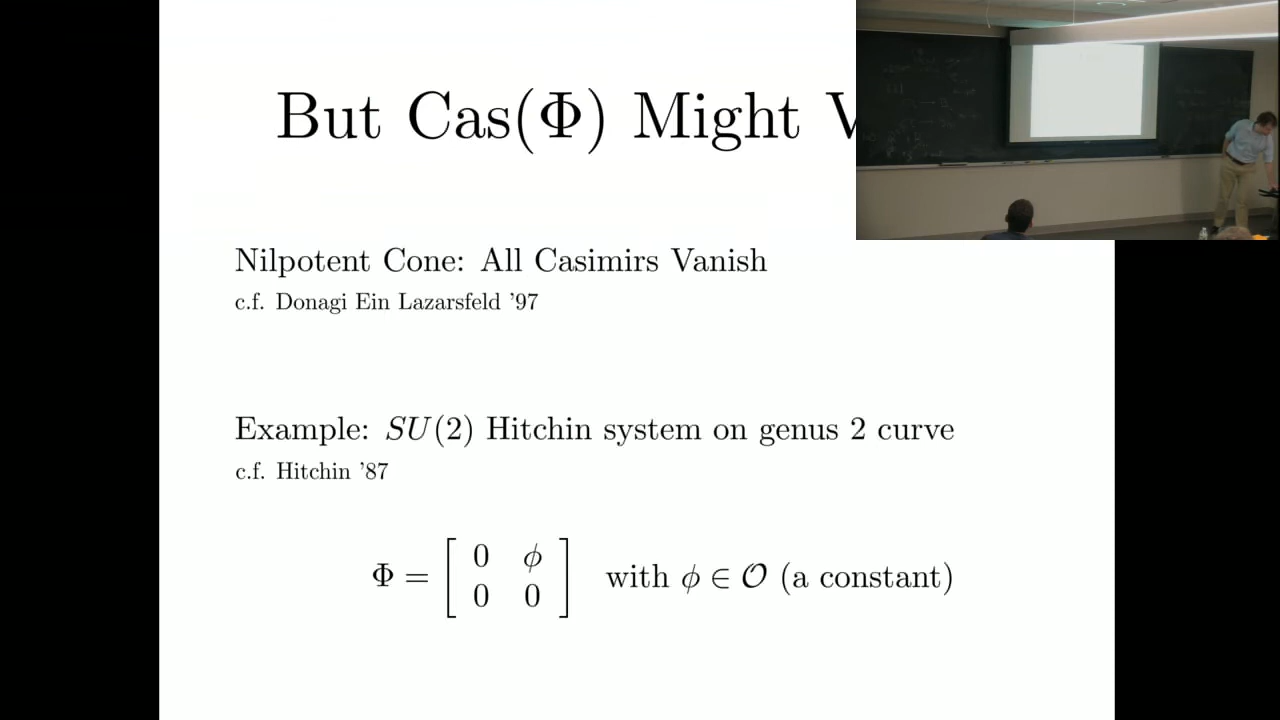 But Cas(Φ) Might
Nilpotent Cone: All Casimirs Vanish
c.f. Donagi Ein Lazarsfeld '97
Example: SU(2) Hitchin system on genus 2 curve
c.f. Hitchin '87
Φ = [ 0 ϕ
0 0 ] with ϕ ∈ 𝒪 (a constant)